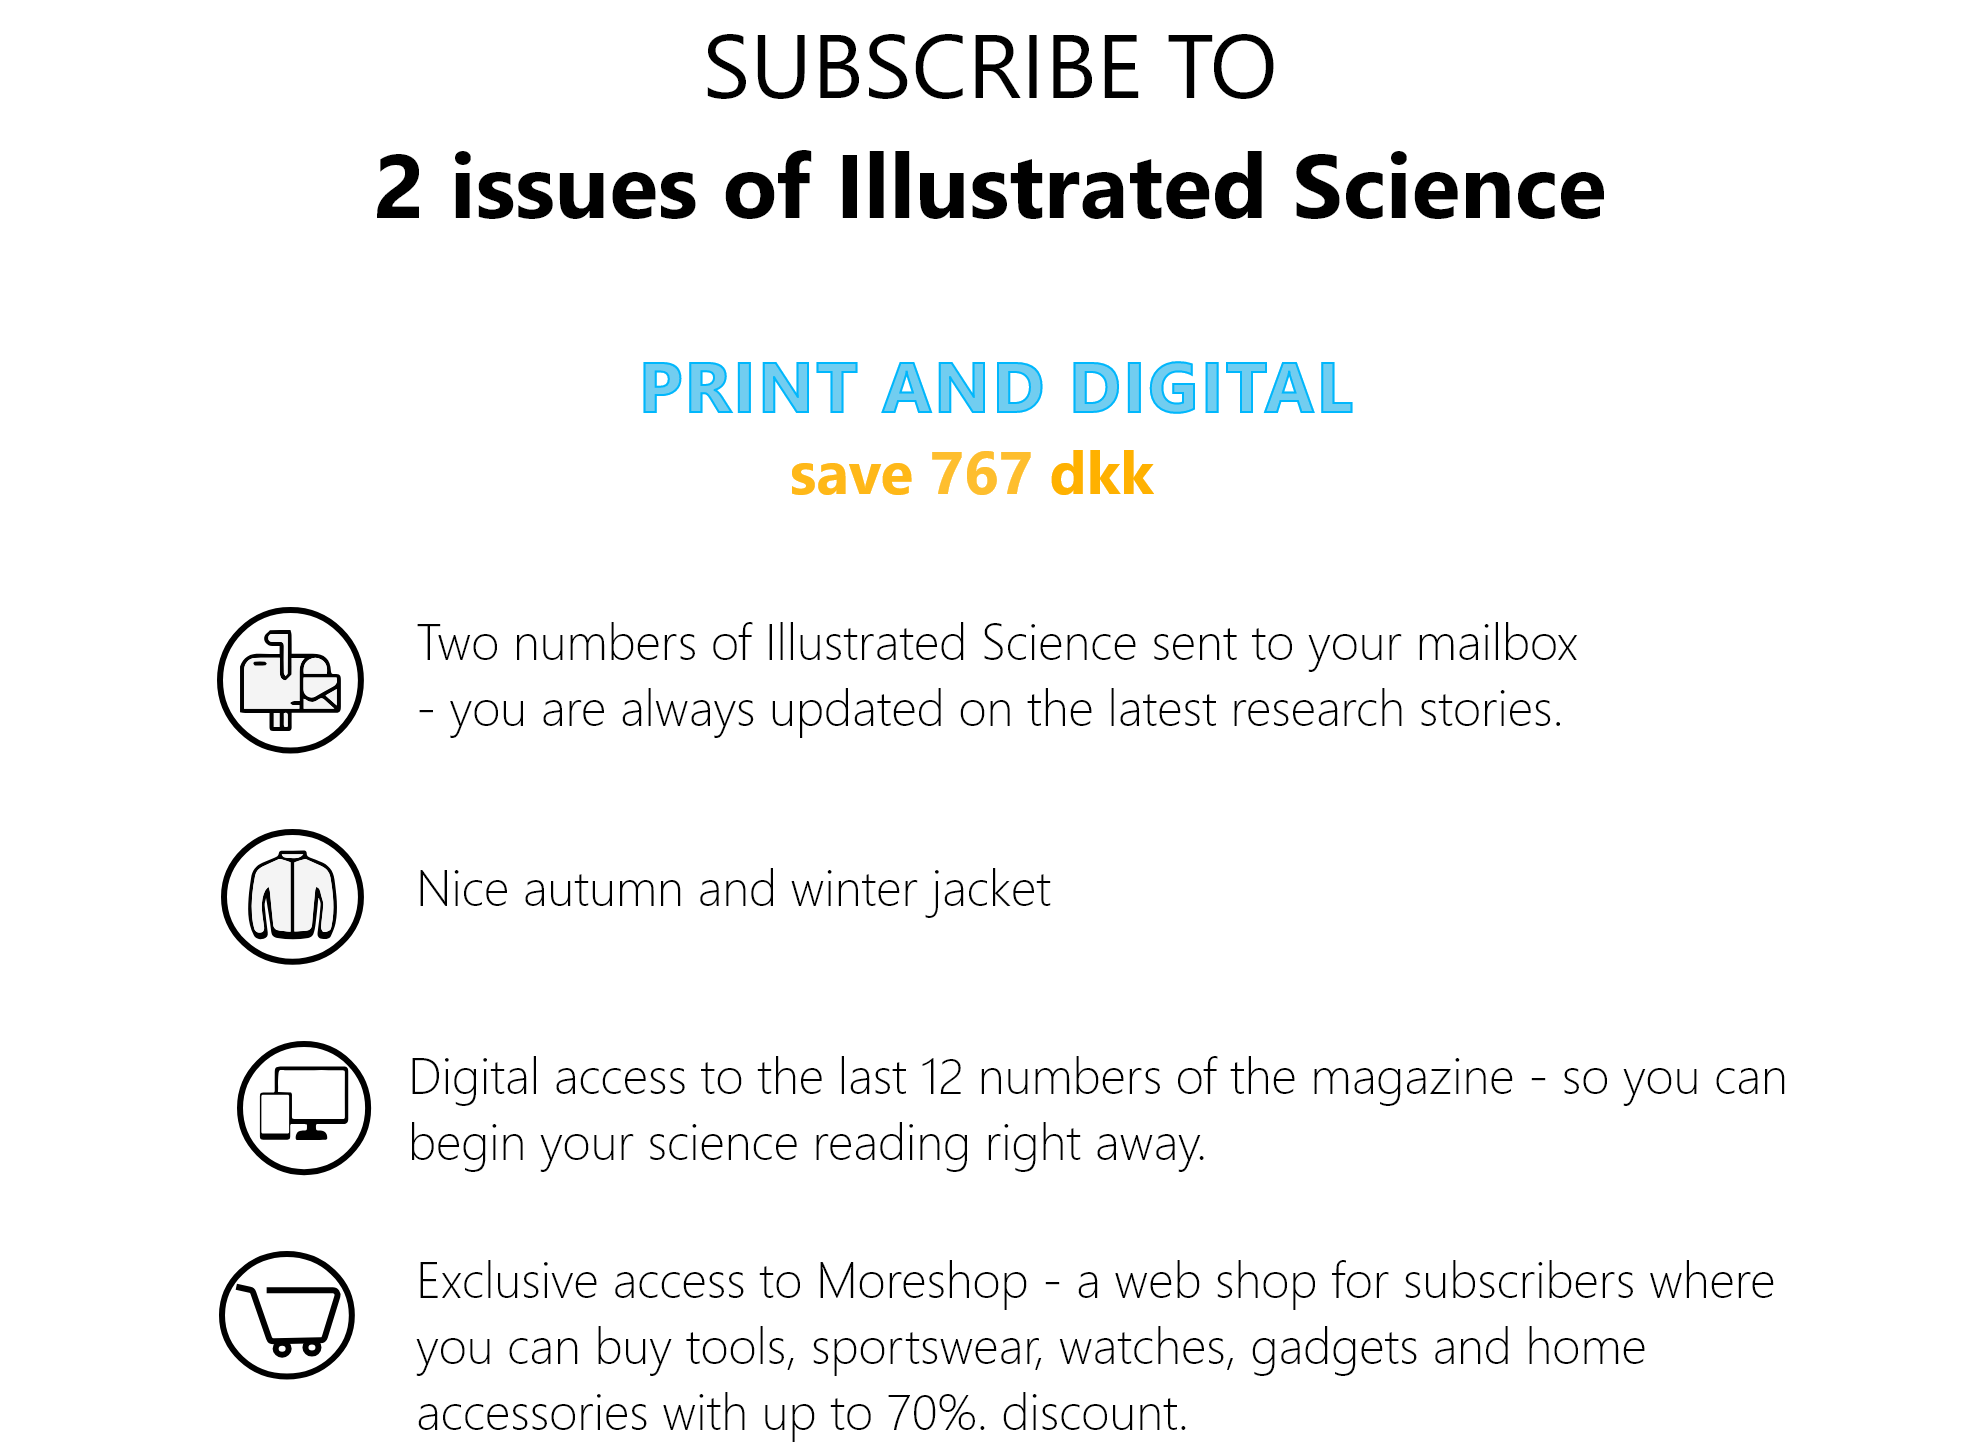 SUBSCRIBE TO
2 issues of Illustrated Science
PRINT AND DIGITAL
save 767 dkk
Two numbers of Illustrated Science sent to your mailbox
- you are always updated on the latest research stories.
Nice autumn and winter jacket
Digital access to the last 12 numbers of the magazine - so you can
begin your science reading right away.
Exclusive access to Moreshop - a web shop for subscribers where
you can buy tools, sportswear, watches, gadgets and home
accessories with up to 70%. discount.